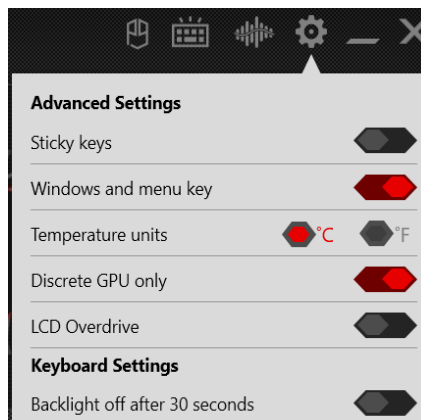 Advanced Settings
Sticky keys
Windows and menu key
Temperature units °C °F
Discrete GPU only
LCD Overdrive
Keyboard Settings
Backlight off after 30 seconds